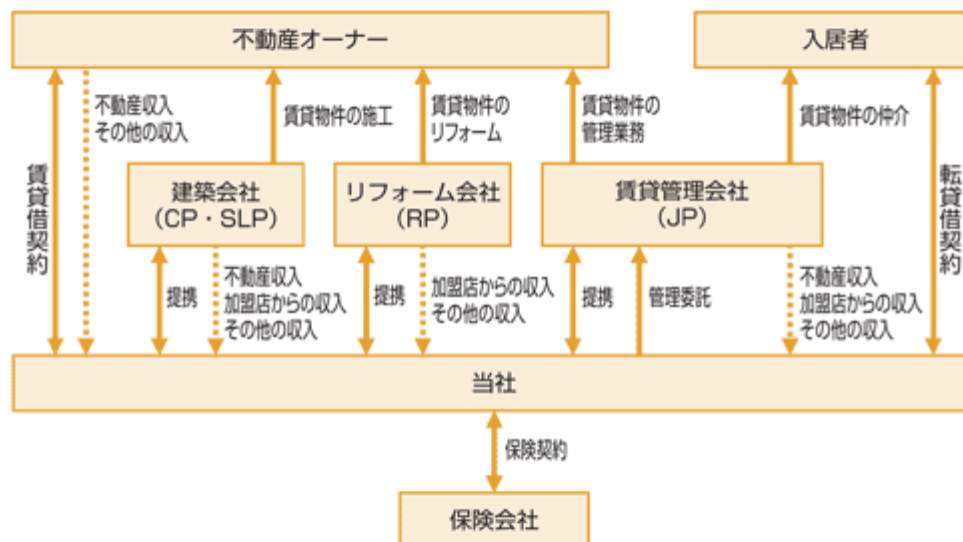 不動産オーナー
入居者
不動産収入
その他の収入
賃貸物件の施工
賃貸物件の
リフォーム
賃貸物件の
管理業務
賃貸物件の仲介
賃貸借契約
建築会社
(CP・SLP)
リフォーム会社
(RP)
賃貸管理会社
(JP)
転貸借契約
提携
不動産収入
加盟店からの収入
その他の収入
提携
加盟店からの収入
その他の収入
提携
管理委託
不動産収入
加盟店からの収入
その他の収入
当社
保険契約
保険会社